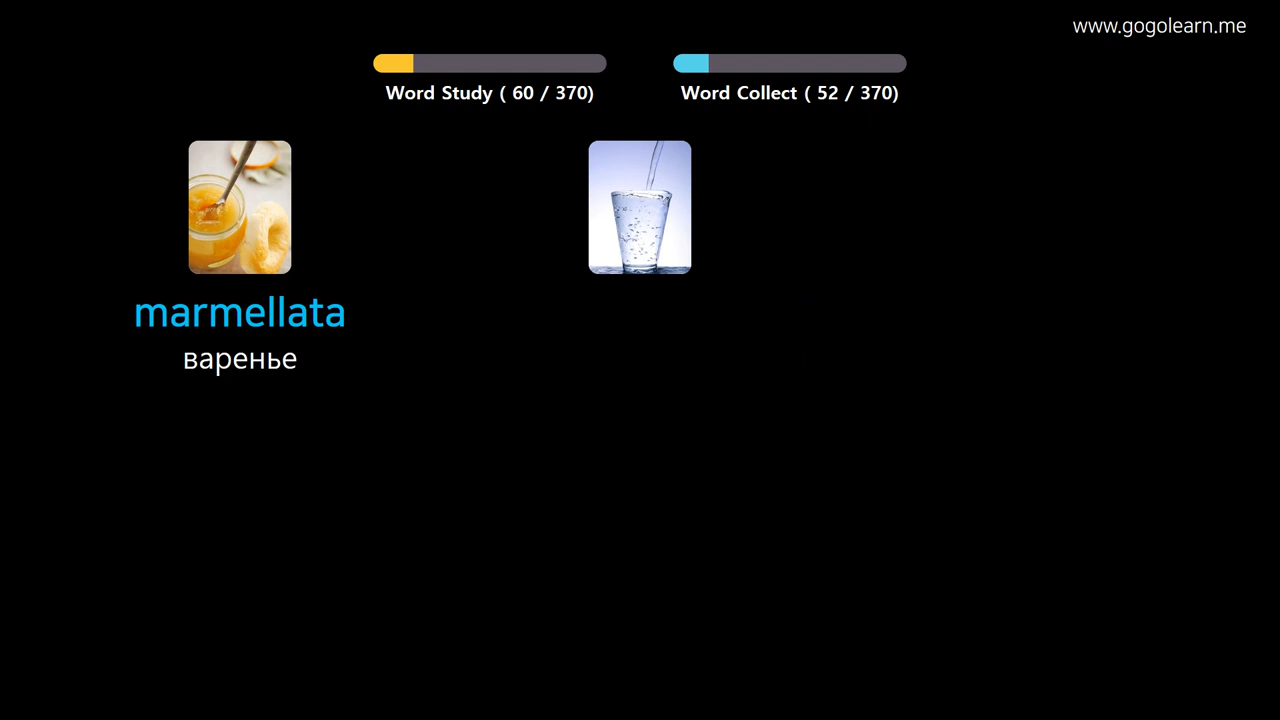 www.gogolearn.me
Word Study ( 60 / 370)
Word Collect ( 52 / 370)
marmellata
варенье